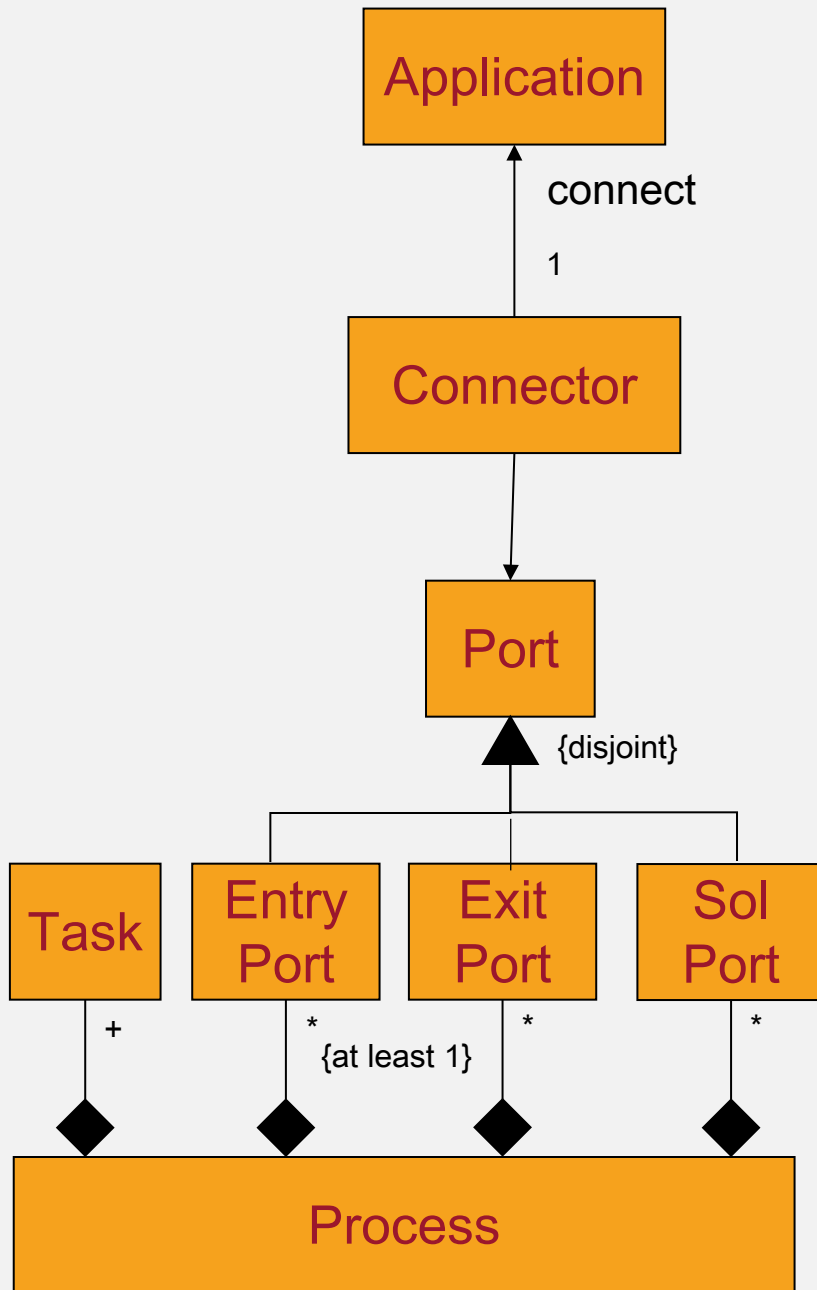 Application
connect
1
Connector
Port
{disjoint}
Task
Entry
Port
Exit
Port
Sol
Port
+
*
{at least 1}
*
*
Process